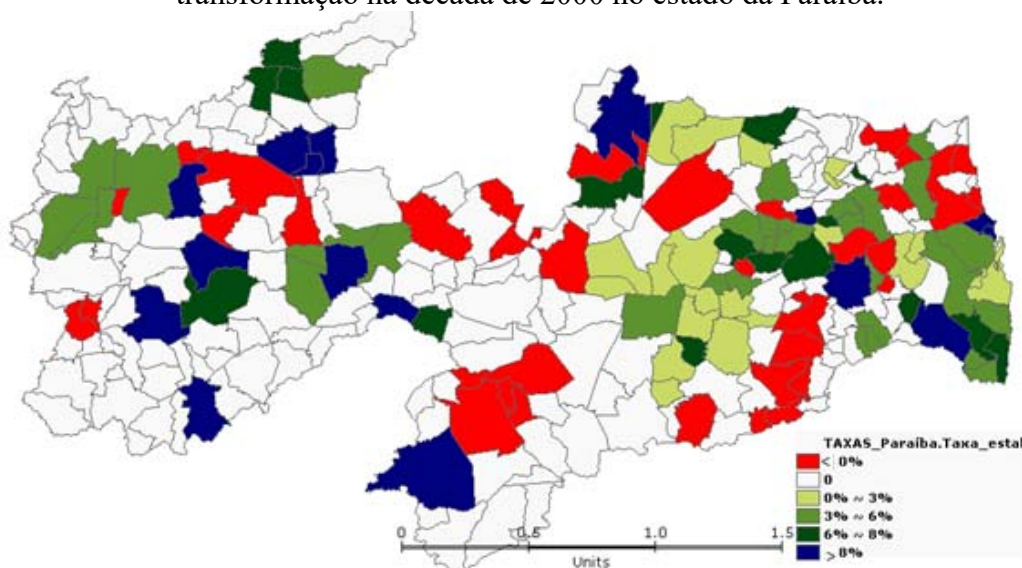 transformação na década de 2000 no estado da Paraíba.
TAXAS_Paraíba.Taxa_estal
< 0%
0
0% ~ 3%
3% ~ 6%
6% ~ 8%
> 8%
0 0.5 1.0 1.5
Units